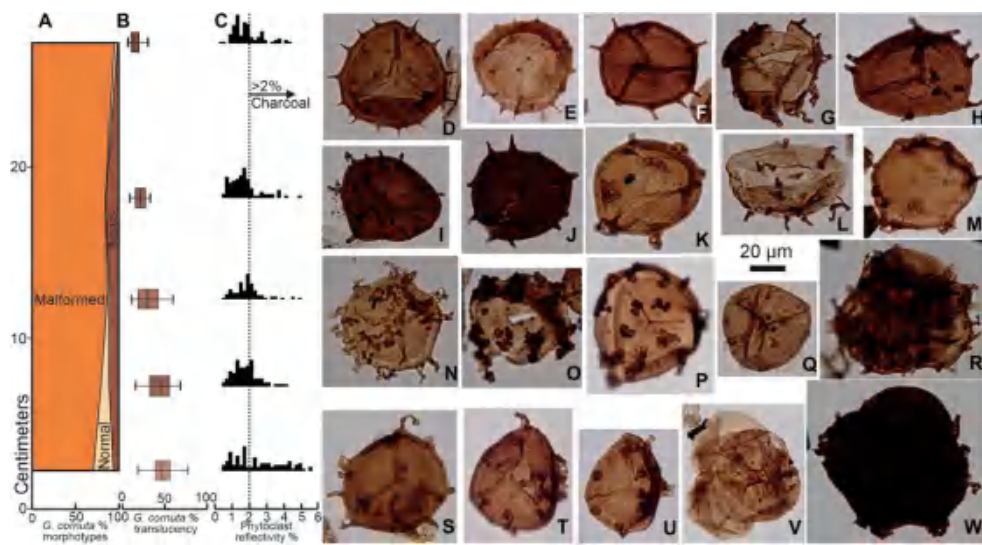 A B C
>2%
Charcoal
20
Malformed
10
Normal
0
Centimeters
0 50 100
0 50 100
0 1 2 3 4 5 6
G. cornuta %
morphotypes
G. cornuta %
translucency
Phytoclast
reflectivity %
D E F G H
I J K L M
20 µm
N O P Q R
S T U V W